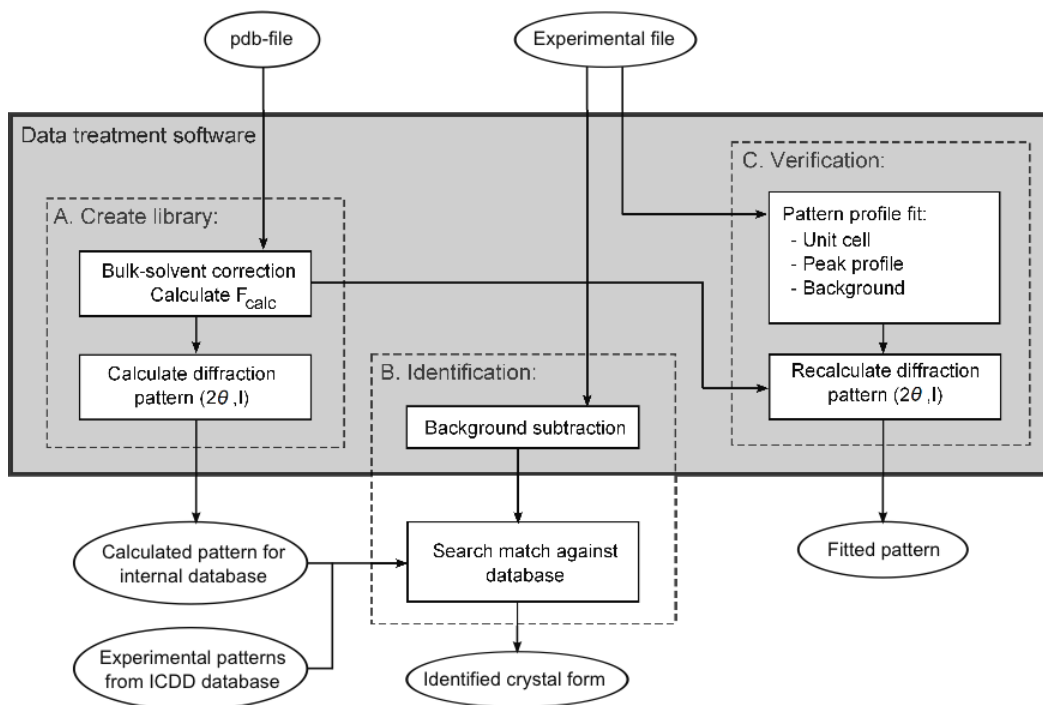 pdb-file
Experimental file
Data treatment software
A. Create library:
Bulk-solvent correction
Calculate Fcalc
Calculate diffraction
pattern (2θ,I)
B. Identification:
Background subtraction
Search match against
database
C. Verification:
Pattern profile fit:
- Unit cell
- Peak profile
- Background
Recalculate diffraction
pattern (2θ,I)
Calculated pattern for
internal database
Experimental patterns
from ICDD database
Identified crystal form
Fitted pattern